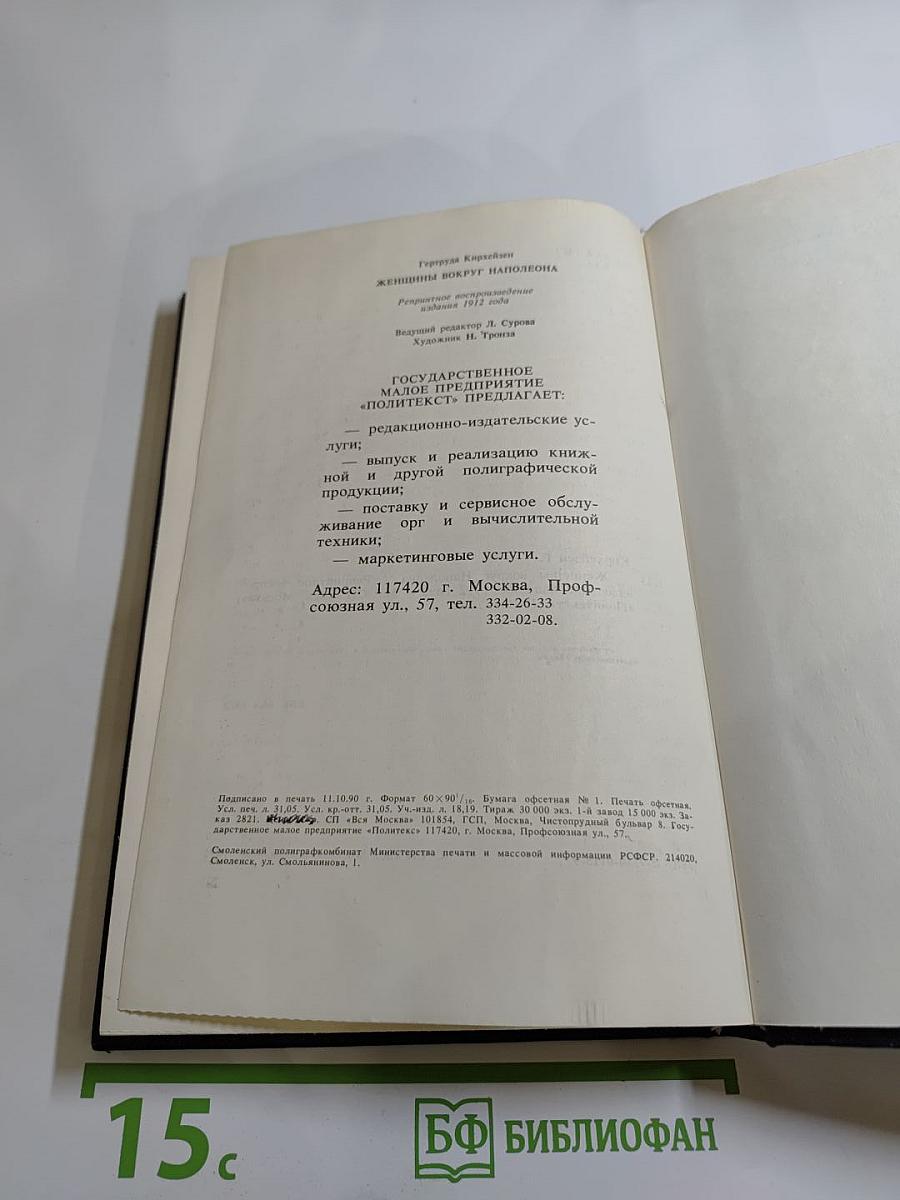 Гертруда Кирхейзен
ЖЕНЩИНЫ ВОКРУГ НАПОЛЕОНА
Репринтное воспроизведение
издания 1912 года
Ведущий редактор Л. Сурова
Художник Н. Тронза
ГОСУДАРСТВЕННОЕ
МАЛОЕ ПРЕДПРИЯТИЕ
«ПОЛИТЕКСТ» ПРЕДЛАГАЕТ:
— редакционно-издательские ус-
луги;
— выпуск и реализацию книж-
ной и другой полиграфической
продукции;
— поставку и сервисное обслу-
живание орг и вычислительной
техники;
— маркетинговые услуги.
Адрес: 117420 г. Москва, Проф-
союзная ул., 57, тел. 334-26-33
332-02-08.
Подписано в печать 11.10.90 г. Формат 60×90 1/16. Бумага офсетная № 1. Печать офсетная.
Усл. печ. л. 31,05. Усл. кр.-отт. 31,05. Уч.-изд. л. 18,19. Тираж 30 000 экз. 1-й завод 15 000 экз. За-
каз 2821. р. СП «Вся Москва» 101854, ГСП, Москва, Чистопрудный бульвар 8. Госу-
дарственное малое предприятие «Политекс» 117420, г. Москва, Профсоюзная ул., 57.
Смоленский полиграфкомбинат Министерства печати и массовой информации РСФСР. 214020,
Смоленск, ул. Смольянинова, 1.
15 с
БФ БИБЛИОФАН